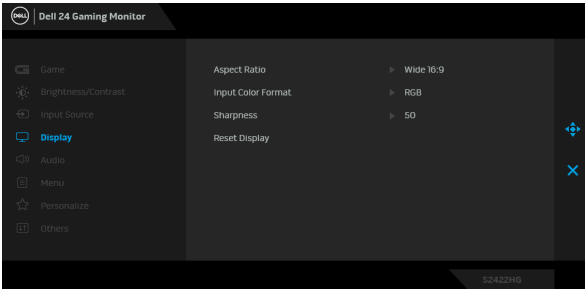 DELL Dell 24 Gaming Monitor
Game
Brightness/Contrast
Input Source
Display
Audio
Menu
Personalize
Others
Aspect Ratio Wide 16:9
Input Color Format RGB
Sharpness 50
Reset Display
S2422HG